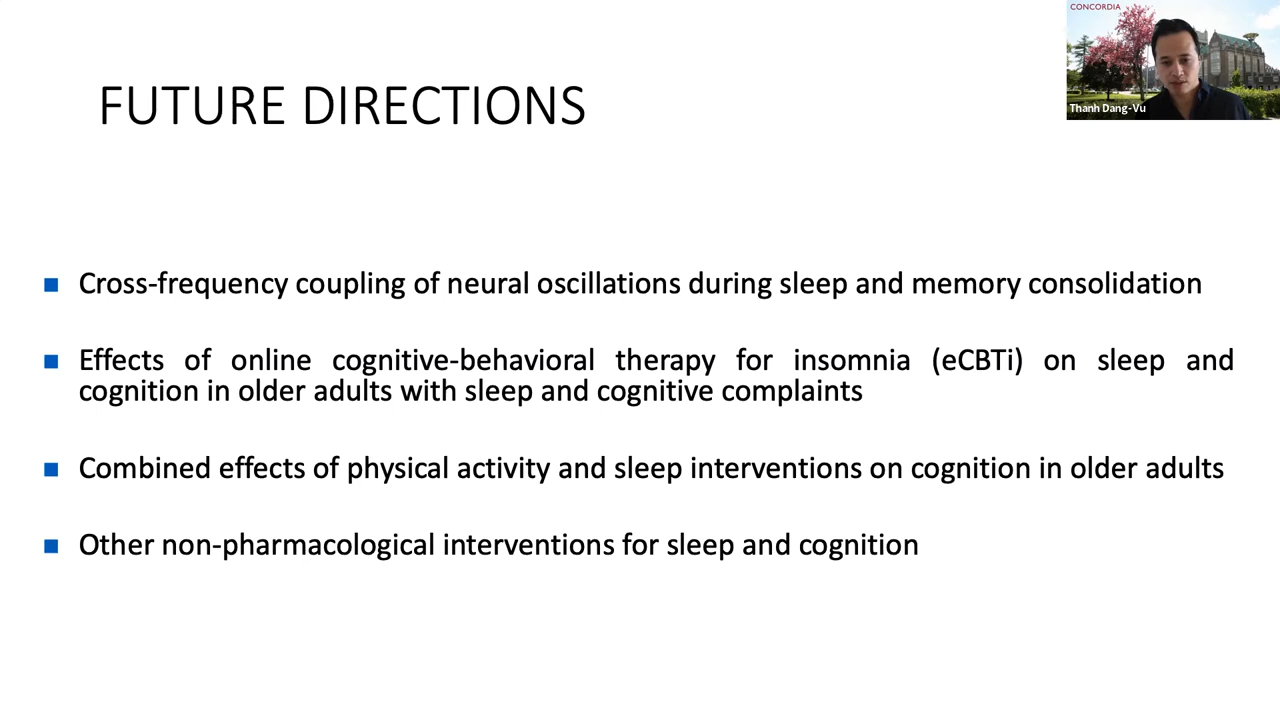 CONCORDIA
Thanh Dang-Vu
FUTURE DIRECTIONS
Cross-frequency coupling of neural oscillations during sleep and memory consolidation
Effects of online cognitive-behavioral therapy for insomnia (eCBTi) on sleep and
cognition in older adults with sleep and cognitive complaints
Combined effects of physical activity and sleep interventions on cognition in older adults
Other non-pharmacological interventions for sleep and cognition